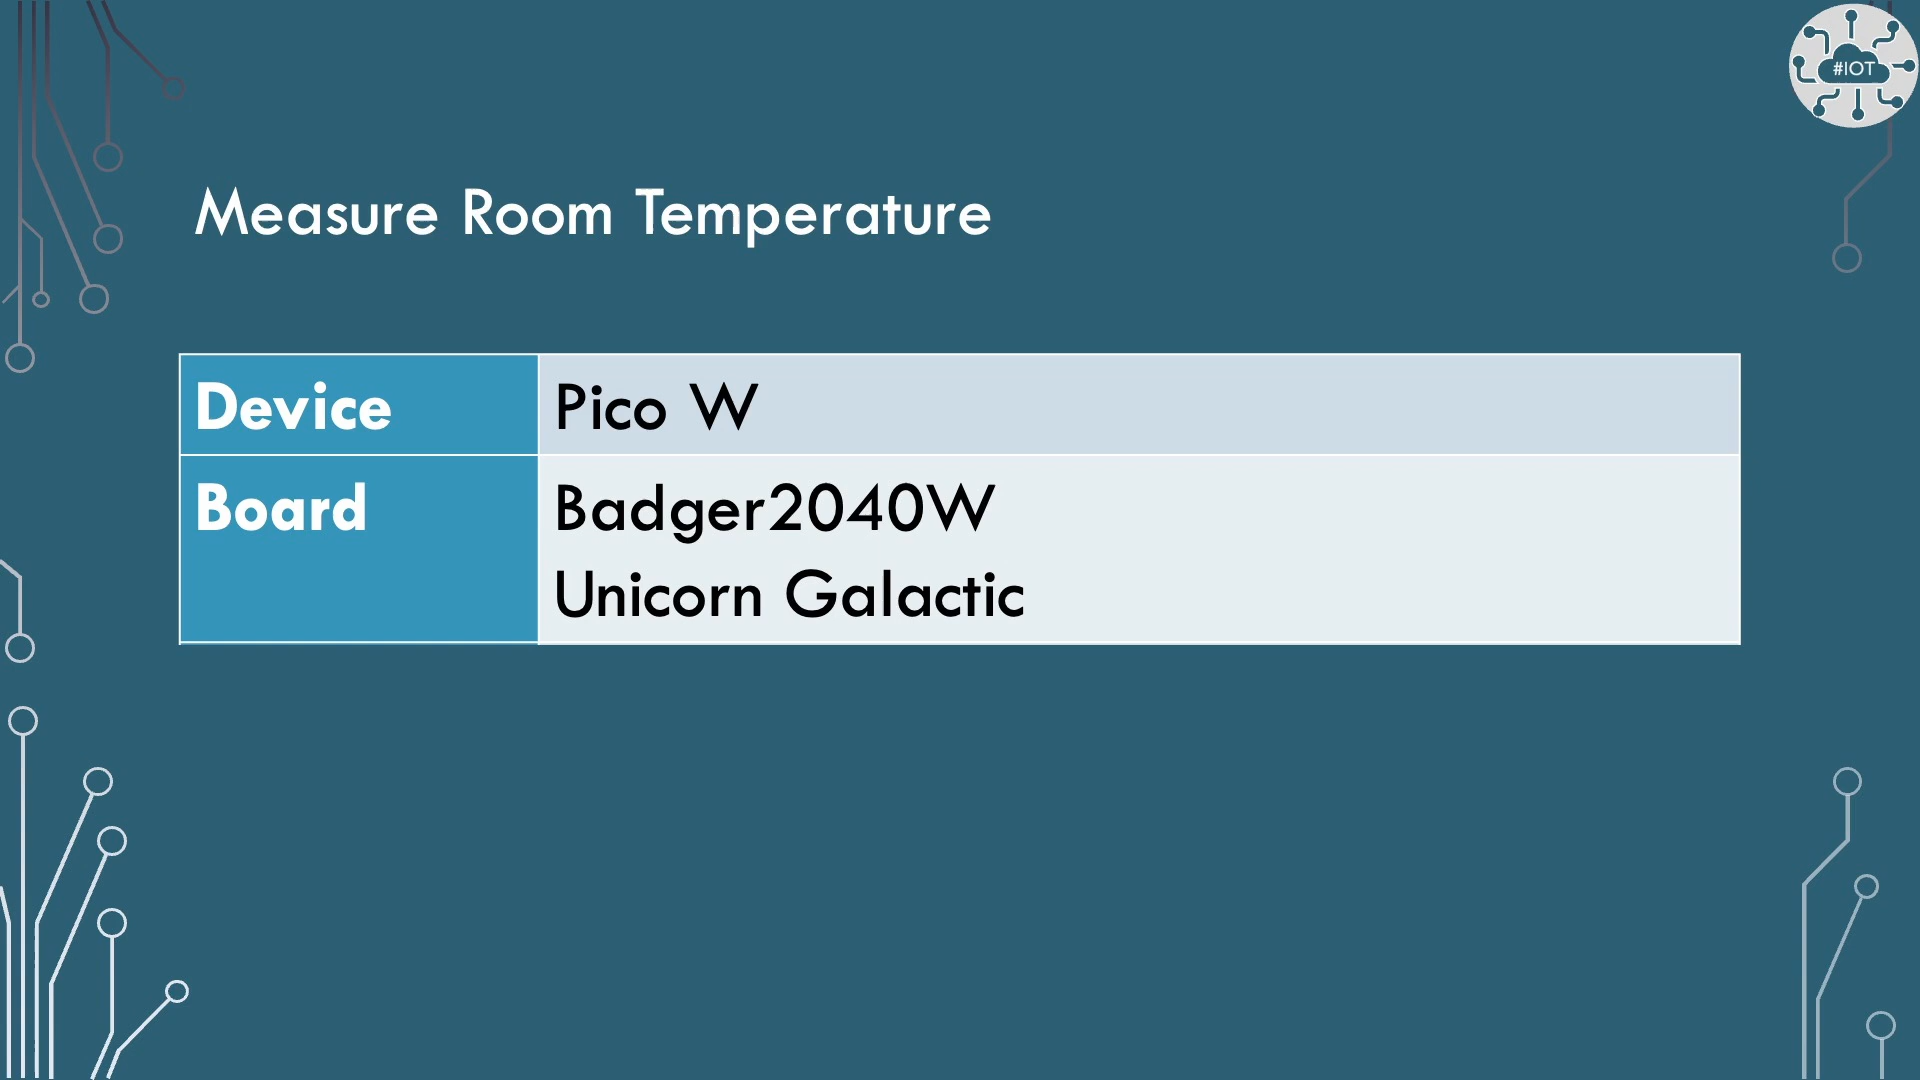 #IOT
Measure Room Temperature
Device Pico W
Board Badger2040W
Unicorn Galactic